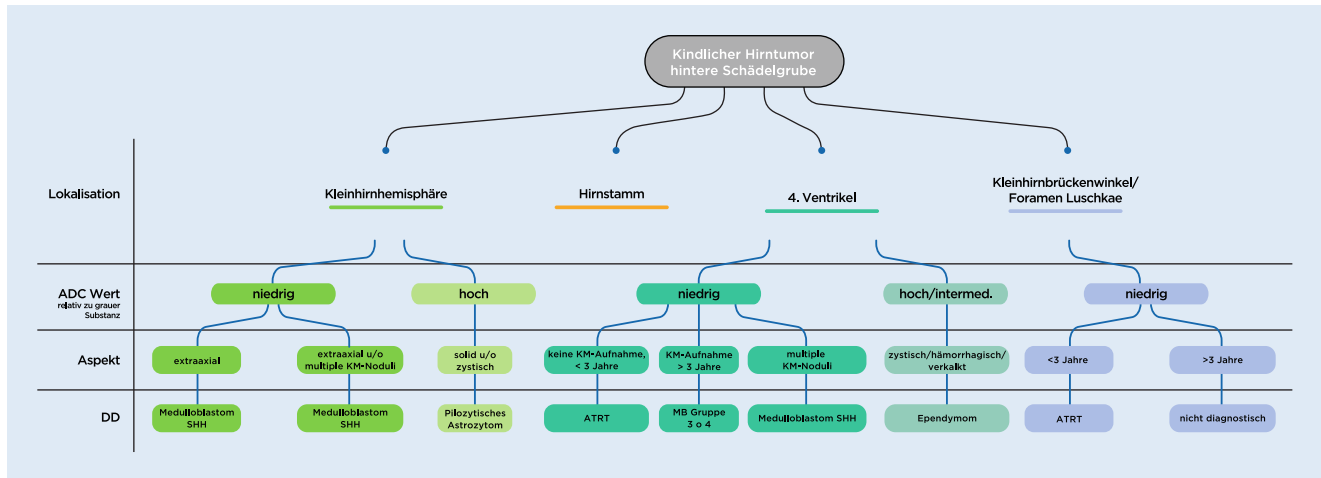 Kindlicher Hirntumor
hintere Schädelgrube
Lokalisation
Kleinhirnhemisphäre
Hirnstamm
4. Ventrikel
Kleinhirnbrückenwinkel/
Foramen Luschkae
ADC Wert
relativ zu grauer
Substanz
niedrig
hoch
niedrig
hoch/intermed.
niedrig
Aspekt
extraaxial
extraaxial u/o
multiple KM-Noduli
solid u/o
zystisch
keine KM-Aufnahme,
< 3 Jahre
KM-Aufnahme
> 3 Jahre
multiple
KM-Noduli
zystisch/hämorrhagisch/
verkalkt
<3 Jahre
>3 Jahre
DD
Medulloblastom
SHH
Medulloblastom
SHH
Pilozytisches
Astrozytom
ATRT
MB Gruppe
3 o 4
Medulloblastom SHH
Ependymom
ATRT
nicht diagnostisch